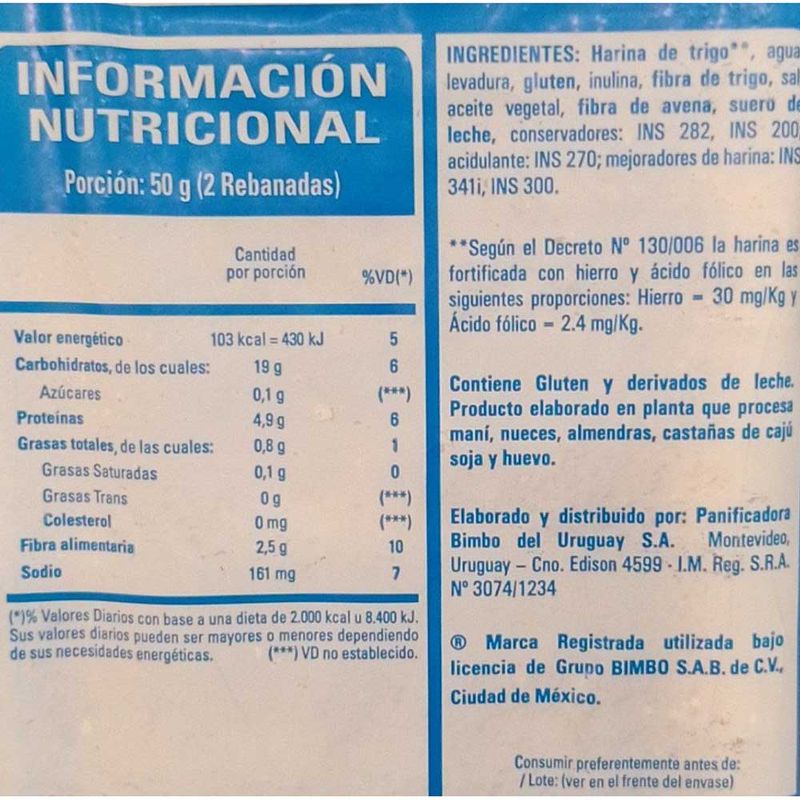 INFORMACIÓN
NUTRICIONAL
Porción: 50 g (2 Rebanadas)
Cantidad
por porción %VD(*)
Valor energético 103 kcal = 430 kJ 5
Carbohidratos, de los cuales: 19 g 6
Azúcares 0,1 g (***)
Proteínas 4,9 g 6
Grasas totales, de las cuales: 0,8 g 1
Grasas Saturadas 0,1 g 0
Grasas Trans 0 g (***)
Colesterol 0 mg (***)
Fibra alimentaria 2,5 g 10
Sodio 161 mg 7
(*)% Valores Diarios con base a una dieta de 2.000 kcal u 8.400 kJ.
Sus valores diarios pueden ser mayores o menores dependiendo
de sus necesidades energéticas. (***) VD no establecido.
INGREDIENTES: Harina de trigo**, agua
levadura, gluten, inulina, fibra de trigo, sal
aceite vegetal, fibra de avena, suero de
leche, conservadores: INS 282, INS 200
acidulante: INS 270; mejoradores de harina: INS
341i, INS 300.
**Según el Decreto Nº 130/006 la harina es
fortificada con hierro y ácido fólico en las
siguientes proporciones: Hierro = 30 mg/Kg y
Ácido fólico = 2.4 mg/Kg.
Contiene Gluten y derivados de leche.
Producto elaborado en planta que procesa
maní, nueces, almendras, castañas de cajú
soja y huevo.
Elaborado y distribuido por: Panificadora
Bimbo del Uruguay S.A. Montevideo,
Uruguay – Cno. Edison 4599 - I.M. Reg. S.R.A.
Nº 3074/1234
® Marca Registrada utilizada bajo
licencia de Grupo BIMBO S.A.B. de C.V.,
Ciudad de México.
Consumir preferentemente antes de:
/ Lote: (ver en el frente del envase)